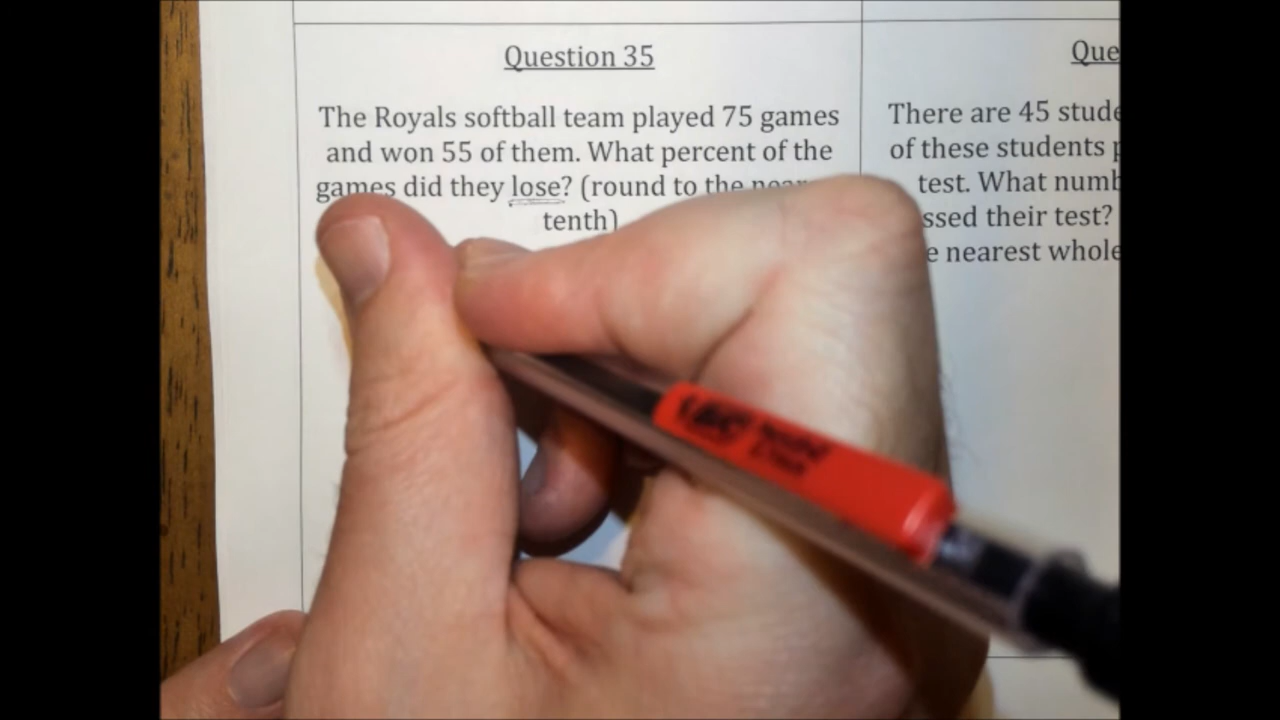 Question 35
The Royals softball team played 75 games
and won 55 of them. What percent of the
games did they lose? (round to the
tenth)
Que
There are 45 stude
of these students p
test. What numb
ssed their test?
e nearest whole
BIC